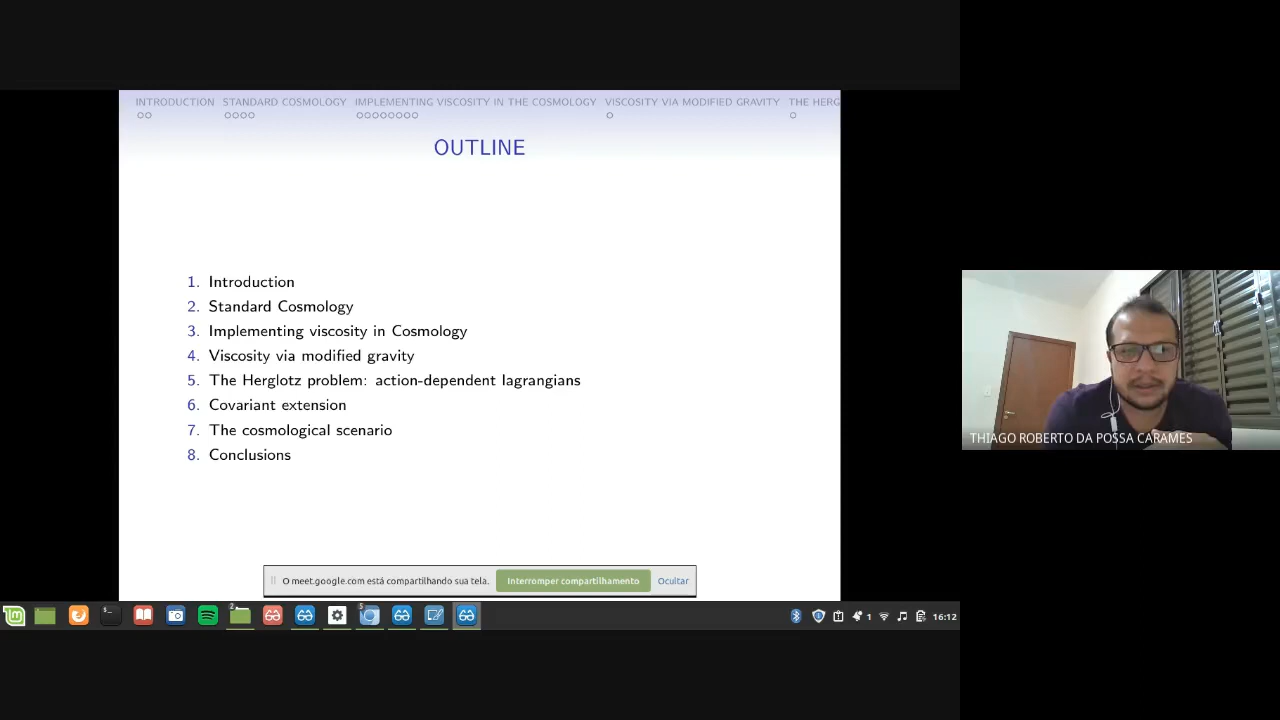 INTRODUCTION STANDARD COSMOLOGY IMPLEMENTING VISCOSITY IN THE COSMOLOGY VISCOSITY VIA MODIFIED GRAVITY THE HERG
OUTLINE
1. Introduction
2. Standard Cosmology
3. Implementing viscosity in Cosmology
4. Viscosity via modified gravity
5. The Herglotz problem: action-dependent lagrangians
6. Covariant extension
7. The cosmological scenario
8. Conclusions
THIAGO ROBERTO DA POSSA CARAMES
O meet.google.com está compartilhando sua tela. Interromper compartilhamento Ocultar
2 5 1 16:12